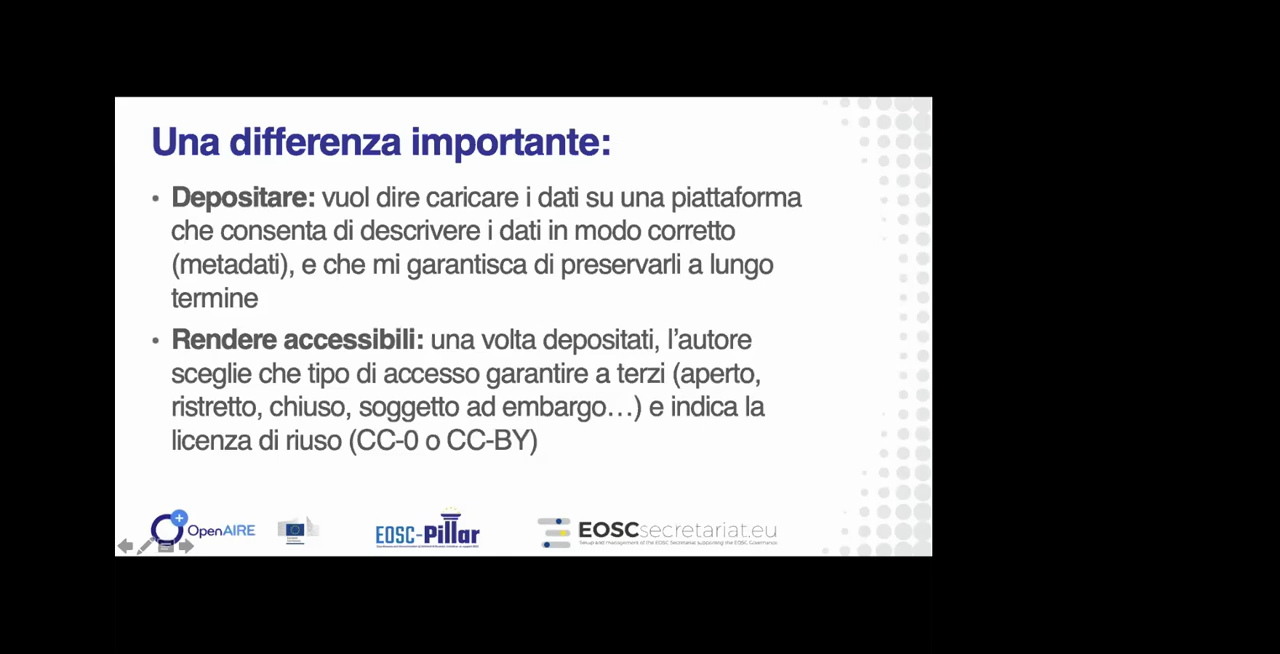 Una differenza importante:
• Depositare: vuol dire caricare i dati su una piattaforma
che consenta di descrivere i dati in modo corretto
(metadati), e che mi garantisca di preservarli a lungo
termine
• Rendere accessibili: una volta depositati, l’autore
sceglie che tipo di accesso garantire a terzi (aperto,
ristretto, chiuso, soggetto ad embargo…) e indica la
licenza di riuso (CC-0 o CC-BY)
OpenAIRE
EOSC-Pillar
EOSCsecretariat.eu